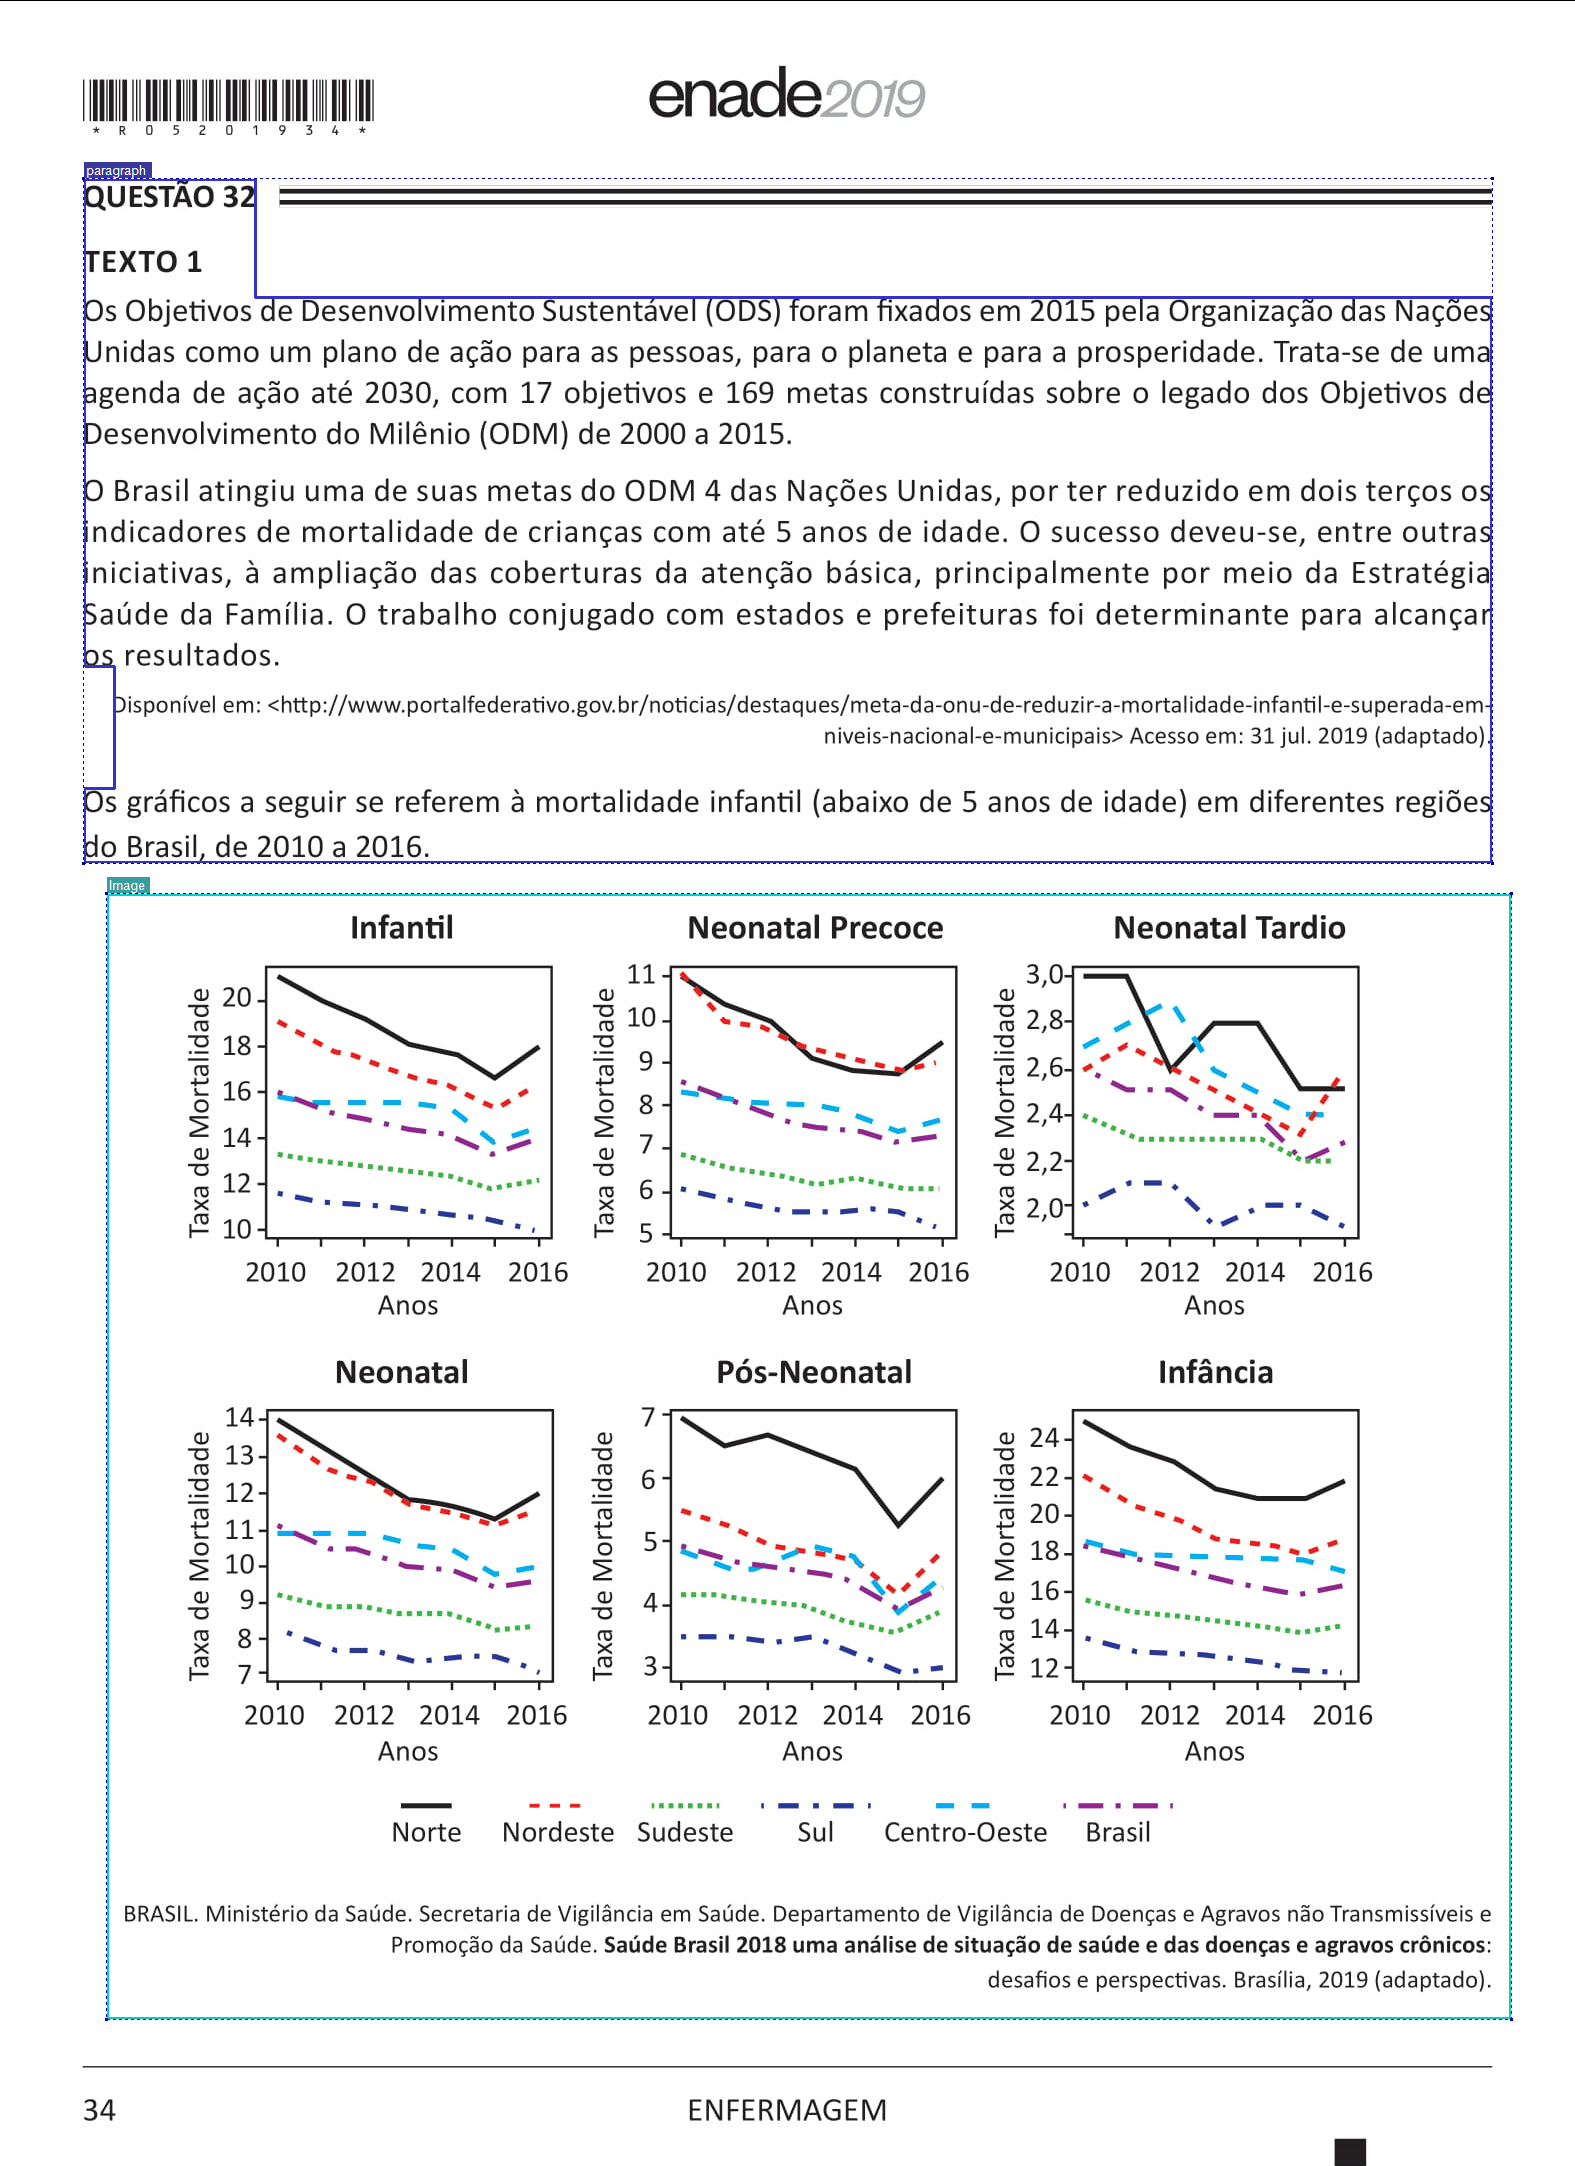 enade2019
*R05201934*
paragraph
QUESTÃO 32
TEXTO 1
Os Objetivos de Desenvolvimento Sustentável (ODS) foram fixados em 2015 pela Organização das Nações
Unidas como um plano de ação para as pessoas, para o planeta e para a prosperidade. Trata-se de uma
agenda de ação até 2030, com 17 objetivos e 169 metas construídas sobre o legado dos Objetivos de
Desenvolvimento do Milênio (ODM) de 2000 a 2015.
O Brasil atingiu uma de suas metas do ODM 4 das Nações Unidas, por ter reduzido em dois terços os
indicadores de mortalidade de crianças com até 5 anos de idade. O sucesso deveu-se, entre outras
iniciativas, à ampliação das coberturas da atenção básica, principalmente por meio da Estratégia
Saúde da Família. O trabalho conjugado com estados e prefeituras foi determinante para alcançar
os resultados.
Disponível em: <http://www.portalfederativo.gov.br/noticias/destaques/meta-da-onu-de-reduzir-a-mortalidade-infantil-e-superada-em-
niveis-nacional-e-municipais> Acesso em: 31 jul. 2019 (adaptado).
Os gráficos a seguir se referem à mortalidade infantil (abaixo de 5 anos de idade) em diferentes regiões
do Brasil, de 2010 a 2016.
Image
Infantil
Taxa de Mortalidade
20
18
16
14
12
10
2010 2012 2014 2016
Anos
Neonatal Precoce
Taxa de Mortalidade
11
10
9
8
7
6
5
2010 2012 2014 2016
Anos
Neonatal Tardio
Taxa de Mortalidade
3,0
2,8
2,6
2,4
2,2
2,0
2010 2012 2014 2016
Anos
Neonatal
Taxa de Mortalidade
14
13
12
11
10
9
8
7
2010 2012 2014 2016
Anos
Pós-Neonatal
Taxa de Mortalidade
7
6
5
4
3
2010 2012 2014 2016
Anos
Infância
Taxa de Mortalidade
24
22
20
18
16
14
12
2010 2012 2014 2016
Anos
Norte Nordeste Sudeste Sul Centro-Oeste Brasil
BRASIL. Ministério da Saúde. Secretaria de Vigilância em Saúde. Departamento de Vigilância de Doenças e Agravos não Transmissíveis e
Promoção da Saúde. Saúde Brasil 2018 uma análise de situação de saúde e das doenças e agravos crônicos:
desafios e perspectivas. Brasília, 2019 (adaptado).
34
ENFERMAGEM